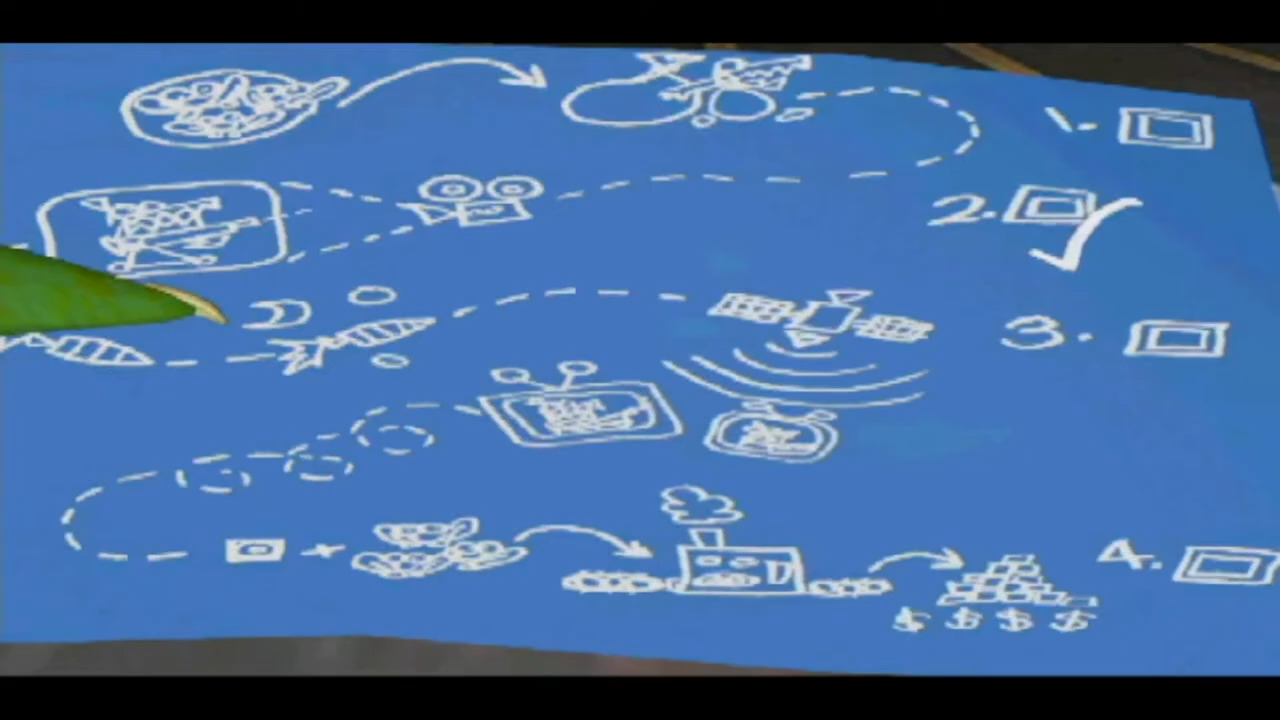 1.
2.
3.
4.
$ $ $ $